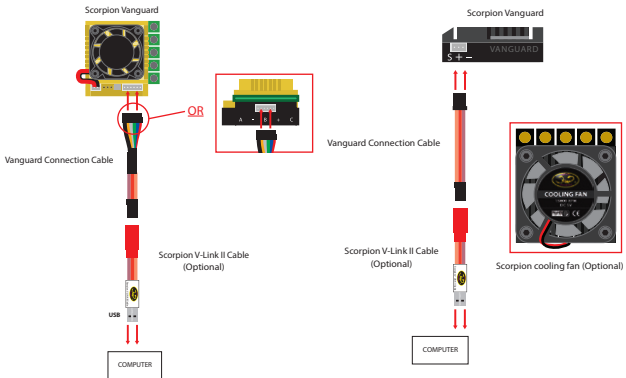 Scorpion Vanguard
OR
A - B + C
Vanguard Connection Cable
Scorpion V-Link II Cable
(Optional)
USB
COMPUTER
Scorpion Vanguard
VANGUARD
S + -
Vanguard Connection Cable
Scorpion V-Link II Cable
(Optional)
COMPUTER
COOLING FAN
Scorpion cooling fan (Optional)